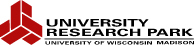 UNIVERSITY
RESEARCH PARK
UNIVERSITY OF WISCONSIN MADISON